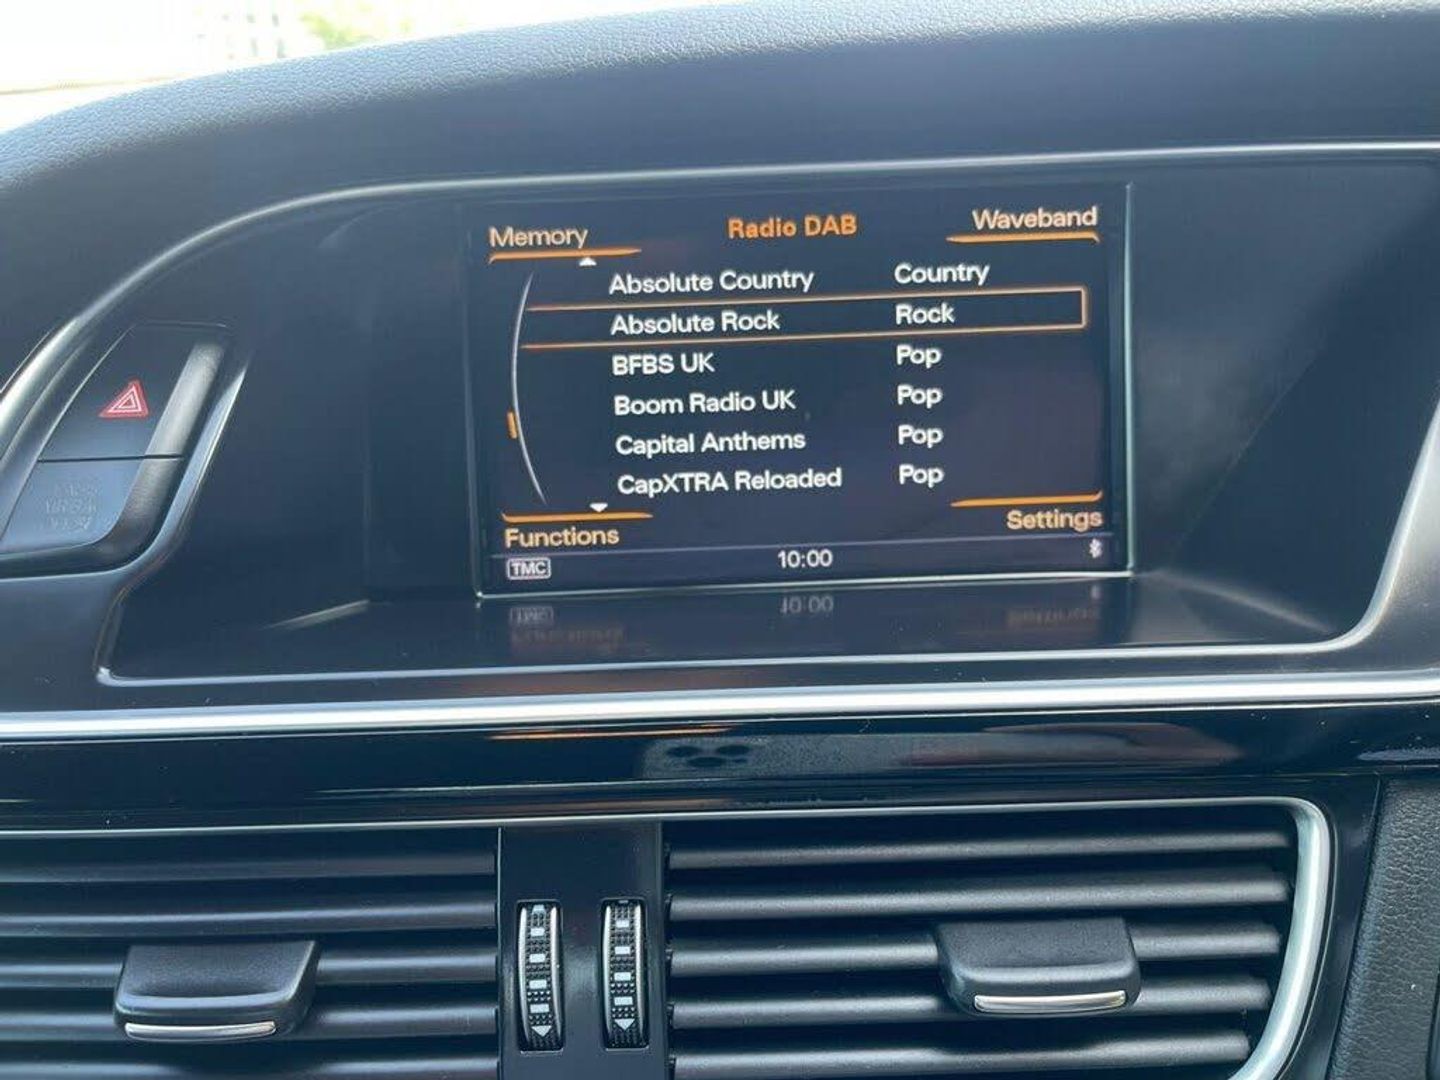 Memory Radio DAB Waveband
Absolute Country Country
Absolute Rock Rock
BFBS UK Pop
Boom Radio UK Pop
Capital Anthems Pop
CapXTRA Reloaded Pop
Functions Settings
TMC 10:00